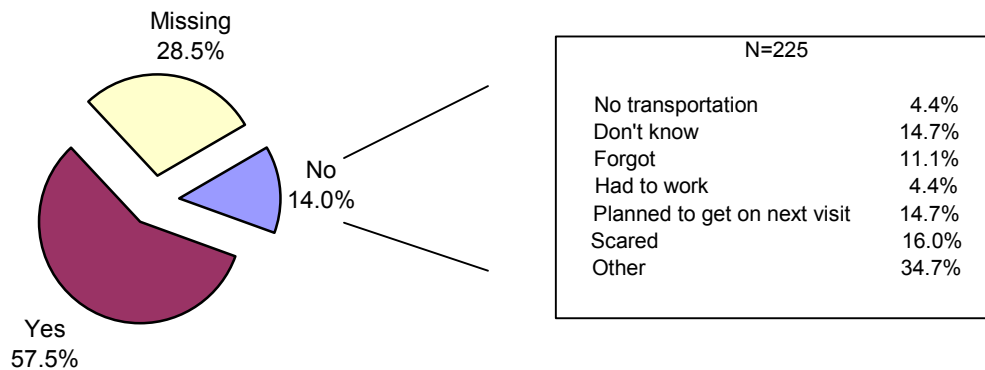 Missing
28.5%
No
14.0%
Yes
57.5%
N=225
No transportation 4.4%
Don't know 14.7%
Forgot 11.1%
Had to work 4.4%
Planned to get on next visit 14.7%
Scared 16.0%
Other 34.7%